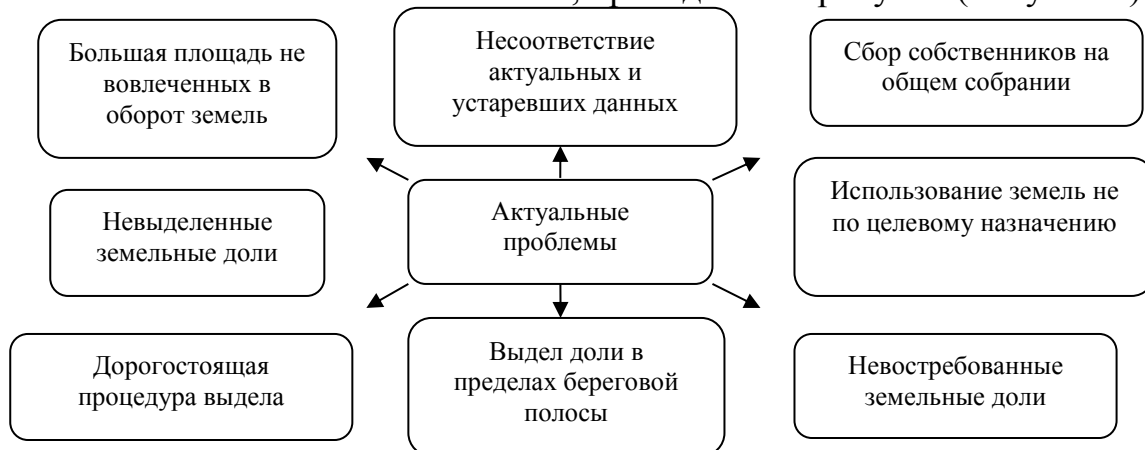 Большая площадь не
вовлеченных в
оборот земель
Несоответствие
актуальных и
устаревших данных
Сбор собственников на
общем собрании
Невыделенные
земельные доли
Актуальные
проблемы
Использование земель не
по целевому назначению
Дорогостоящая
процедура выдела
Выдел доли в
пределах береговой
полосы
Невостребованные
земельные доли